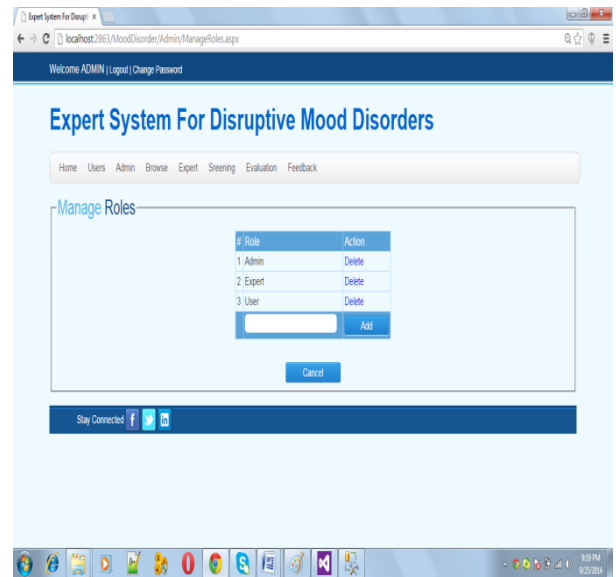 Expert System For Disrupti x
localhost:2863/MoodDisorder/Admin/ManageRoles.aspx
Welcome ADMIN | Logout | Change Password
Expert System For Disruptive Mood Disorders
Home Users Admin Browse Expert Sreening Evaluation Feedback
Manage Roles
# Role Action
1 Admin Delete
2 Expert Delete
3 User Delete
Add
Cancel
Stay Connected f in
9:39 PM
9/25/2014